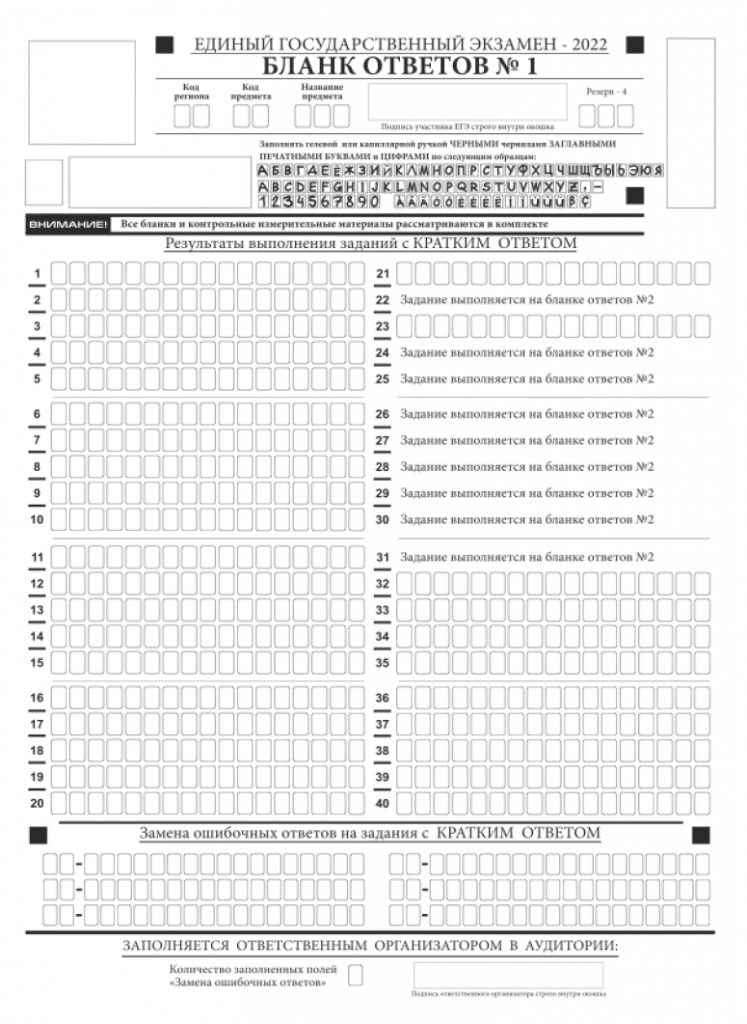 ЕДИНЫЙ ГОСУДАРСТВЕННЫЙ ЭКЗАМЕН - 2022
БЛАНК ОТВЕТОВ № 1
Код региона
Код предмета
Название предмета
Резерв - 4
Подпись участника ЕГЭ строго внутри окошка
Заполнять гелевой или капиллярной ручкой ЧЕРНЫМИ чернилами ЗАГЛАВНЫМИ
ПЕЧАТНЫМИ БУКВАМИ и ЦИФРАМИ по следующим образцам:
АБВГДЕЁЖЗИЙКЛМНОПРСТУФХЦЧШЩЪЫЬЭЮЯ
ABCDEFGHIJKLMNOPQRSTUVWXYZ,-
1234567890
ВНИМАНИЕ! Все бланки и контрольные измерительные материалы рассматриваются в комплекте
Результаты выполнения заданий с КРАТКИМ ОТВЕТОМ
1
2
3
4
5
6
7
8
9
10
11
12
13
14
15
16
17
18
19
20
21
22 Задание выполняется на бланке ответов №2
23
24 Задание выполняется на бланке ответов №2
25 Задание выполняется на бланке ответов №2
26 Задание выполняется на бланке ответов №2
27 Задание выполняется на бланке ответов №2
28 Задание выполняется на бланке ответов №2
29 Задание выполняется на бланке ответов №2
30 Задание выполняется на бланке ответов №2
31 Задание выполняется на бланке ответов №2
32
33
34
35
36
37
38
39
40
Замена ошибочных ответов на задания с КРАТКИМ ОТВЕТОМ
- -
- -
- -
ЗАПОЛНЯЕТСЯ ОТВЕТСТВЕННЫМ ОРГАНИЗАТОРОМ В АУДИТОРИИ:
Количество заполненных полей
«Замена ошибочных ответов»
Подпись ответственного организатора строго внутри окошка